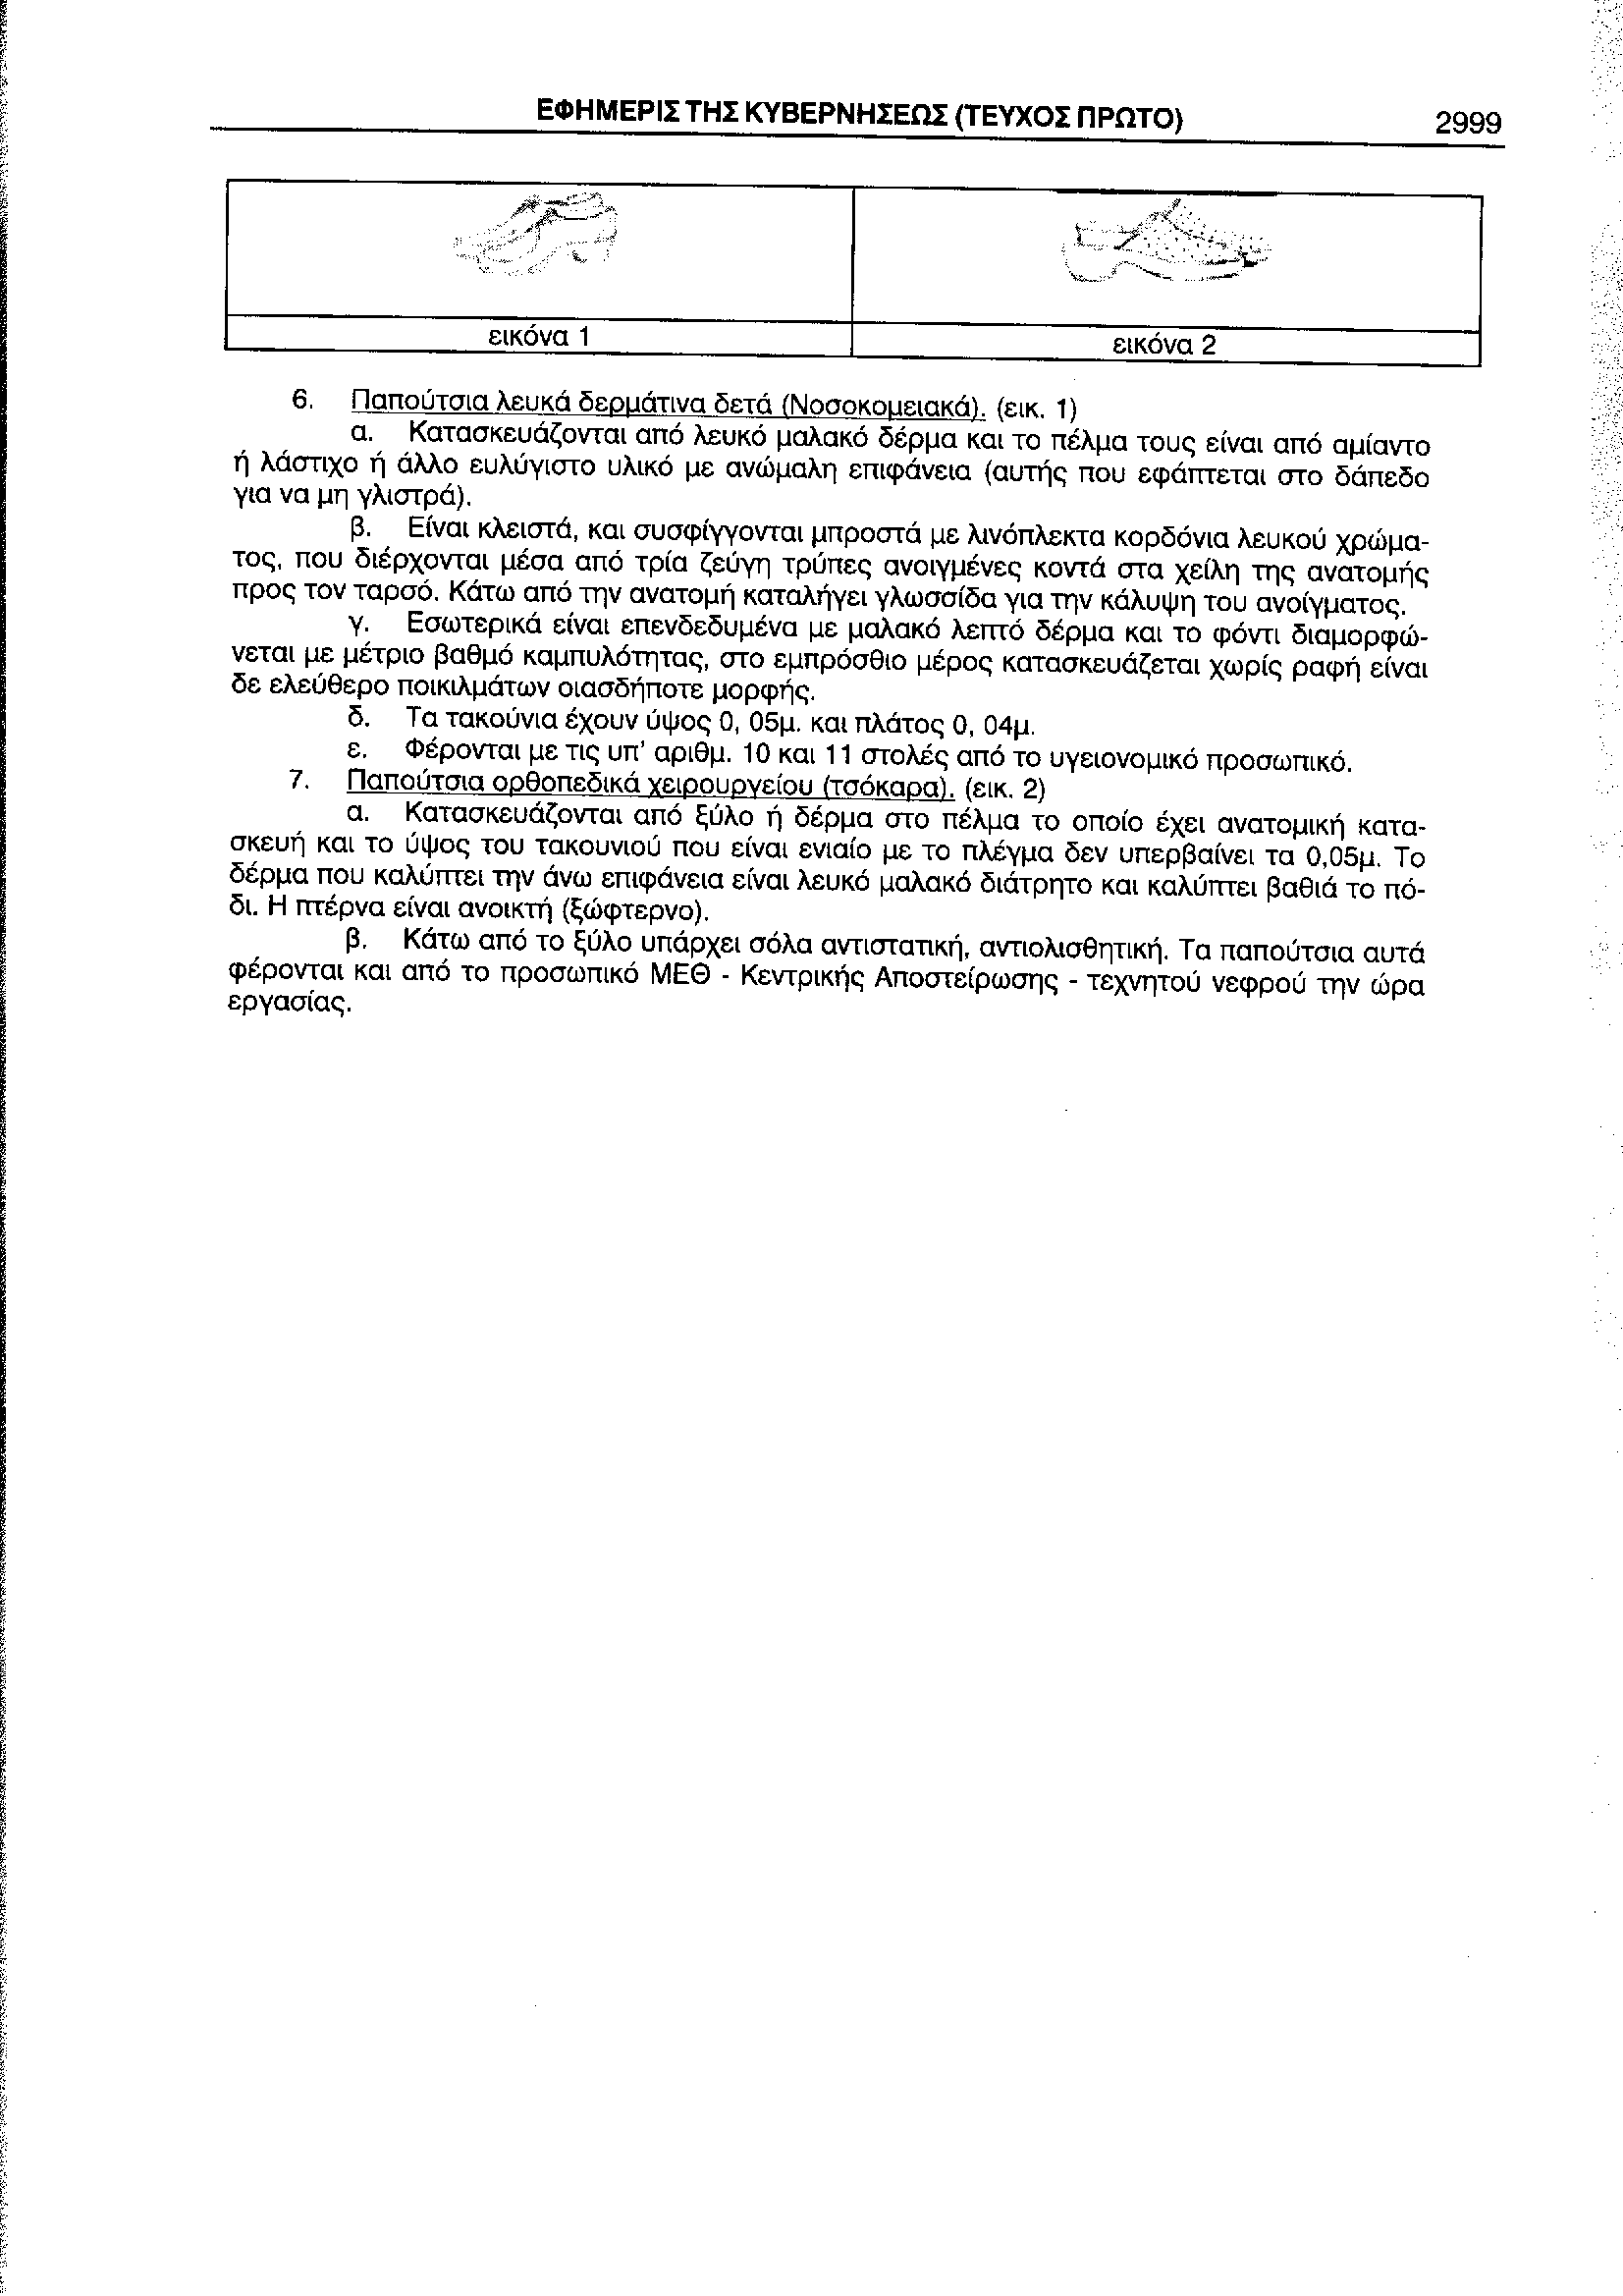 ΕΦΗΜΕΡΙΣ ΤΗΣ ΚΥΒΕΡΝΗΣΕΩΣ (ΤΕΥΧΟΣ ΠΡΩΤΟ) 2999
εικόνα 1 εικόνα 2
6. Παπούτσια λευκά δερμάτινα δετά (Νοσοκομειακά). (εικ. 1)
α. Κατασκευάζονται από λευκό μαλακό δέρμα και το πέλμα τους είναι από αμίαντο
ή λάστιχο ή άλλο ευλύγιστο υλικό με ανώμαλη επιφάνεια (αυτής που εφάπτεται στο δάπεδο
για να μη γλιστρά).
β. Είναι κλειστά, και συσφίγγονται μπροστά με λινόπλεκτα κορδόνια λευκού χρώμα-
τος, που διέρχονται μέσα από τρία ζεύγη τρύπες ανοιγμένες κοντά στα χείλη της ανατομής
προς τον ταρσό. Κάτω από την ανατομή καταλήγει γλωσσίδα για την κάλυψη του ανοίγματος.
γ. Εσωτερικά είναι επενδεδυμένα με μαλακό λεπτό δέρμα και το φόντι διαμορφώ-
νεται με μέτριο βαθμό καμπυλότητας, στο εμπρόσθιο μέρος κατασκευάζεται χωρίς ραφή είναι
δε ελεύθερο ποικιλμάτων οιασδήποτε μορφής.
δ. Τα τακούνια έχουν ύψος 0, 05μ. και πλάτος 0, 04μ.
ε. Φέρονται με τις υπ' αριθμ. 10 και 11 στολές από το υγειονομικό προσωπικό.
7. Παπούτσια ορθοπεδικά χειρουργείου (τσόκαρα). (εικ. 2)
α. Κατασκευάζονται από ξύλο ή δέρμα στο πέλμα το οποίο έχει ανατομική κατα-
σκευή και το ύψος του τακουνιού που είναι ενιαίο με το πλέγμα δεν υπερβαίνει τα 0,05μ. Το
δέρμα που καλύπτει την άνω επιφάνεια είναι λευκό μαλακό διάτρητο και καλύπτει βαθιά το πό-
δι. Η πτέρνα είναι ανοικτή (ξώφτερνο).
β. Κάτω από το ξύλο υπάρχει σόλα αντιστατική, αντιολισθητική. Τα παπούτσια αυτά
φέρονται και από το προσωπικό ΜΕΘ - Κεντρικής Αποστείρωσης - τεχνητού νεφρού την ώρα
εργασίας.